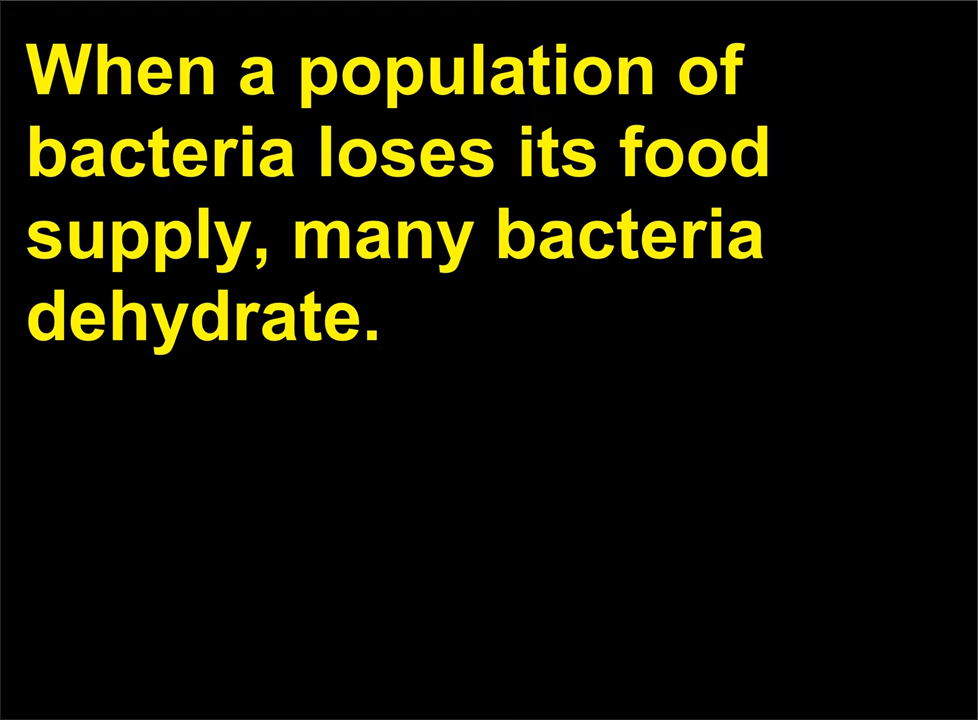 When a population of
bacteria loses its food
supply, many bacteria
dehydrate.